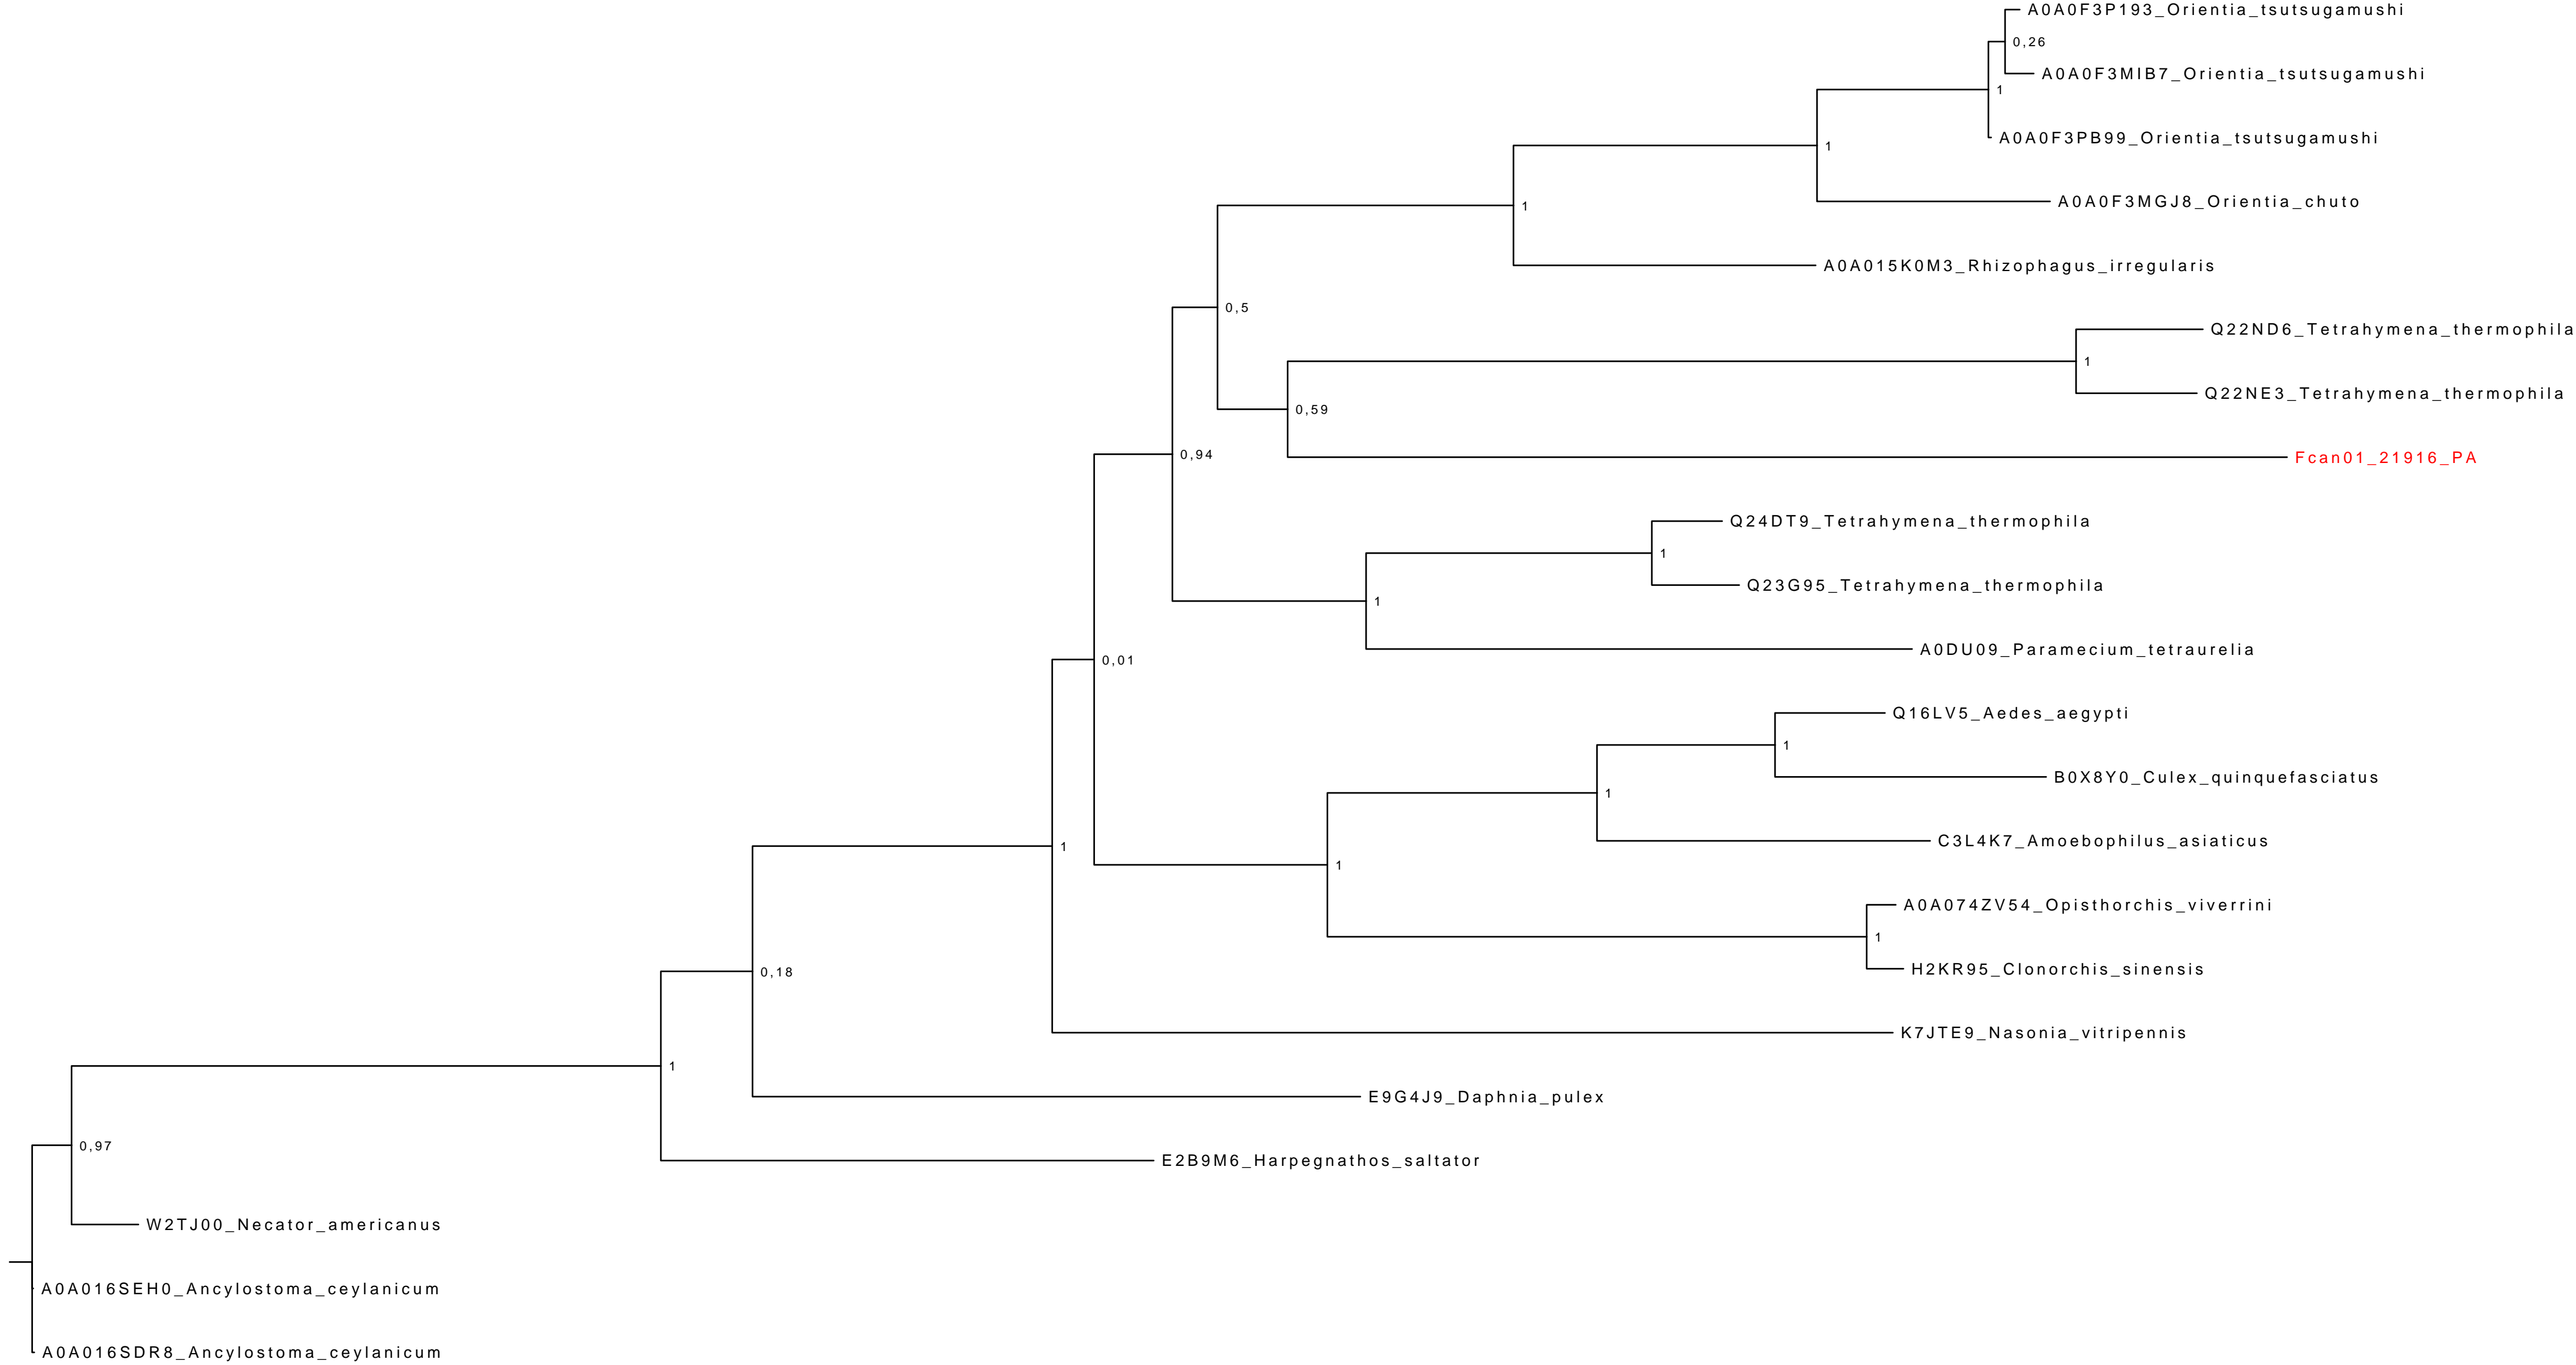 A0A0F3P193_Orientia_tsutsugamushi
0,26
A0A0F3MIB7_Orientia_tsutsugamushi
1
A0A0F3PB99_Orientia_tsutsugamushi
1
A0A0F3MGJ8_Orientia_chuto
1
A0A015K0M3_Rhizophagus_irregularis
0,5
Q22ND6_Tetrahymena_thermophila
1
Q22NE3_Tetrahymena_thermophila
0,59
0,94
Fcan01_21916_PA
Q24DT9_Tetrahymena_thermophila
1
Q23G95_Tetrahymena_thermophila
1
A0DU09_Paramecium_tetraurelia
0,01
Q16LV5_Aedes_aegypti
1
B0X8Y0_Culex_quinquefasciatus
1
C3L4K7_Amoebophilus_asiaticus
1
1
A0A074ZV54_Opisthorchis_viverrini
1
H2KR95_Clonorchis_sinensis
0,18
K7JTE9_Nasonia_vitripennis
1
E9G4J9_Daphnia_pulex
0,97
E2B9M6_Harpegnathos_saltator
W2TJ00_Necator_americanus
A0A016SEH0_Ancylostoma_ceylanicum
A0A016SDR8_Ancylostoma_ceylanicum